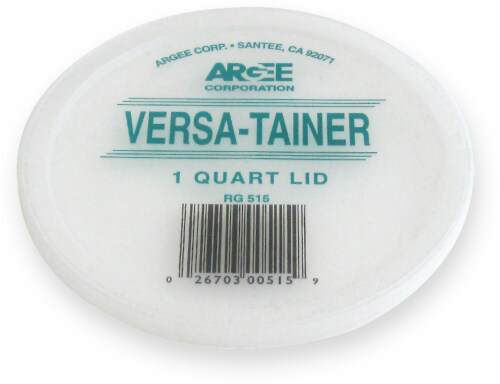 ARGEE CORP. • SANTEE, CA 92071
ARGEE
CORPORATION
VERSA-TAINER
1 QUART LID
RG 515
0 26703 00515 9